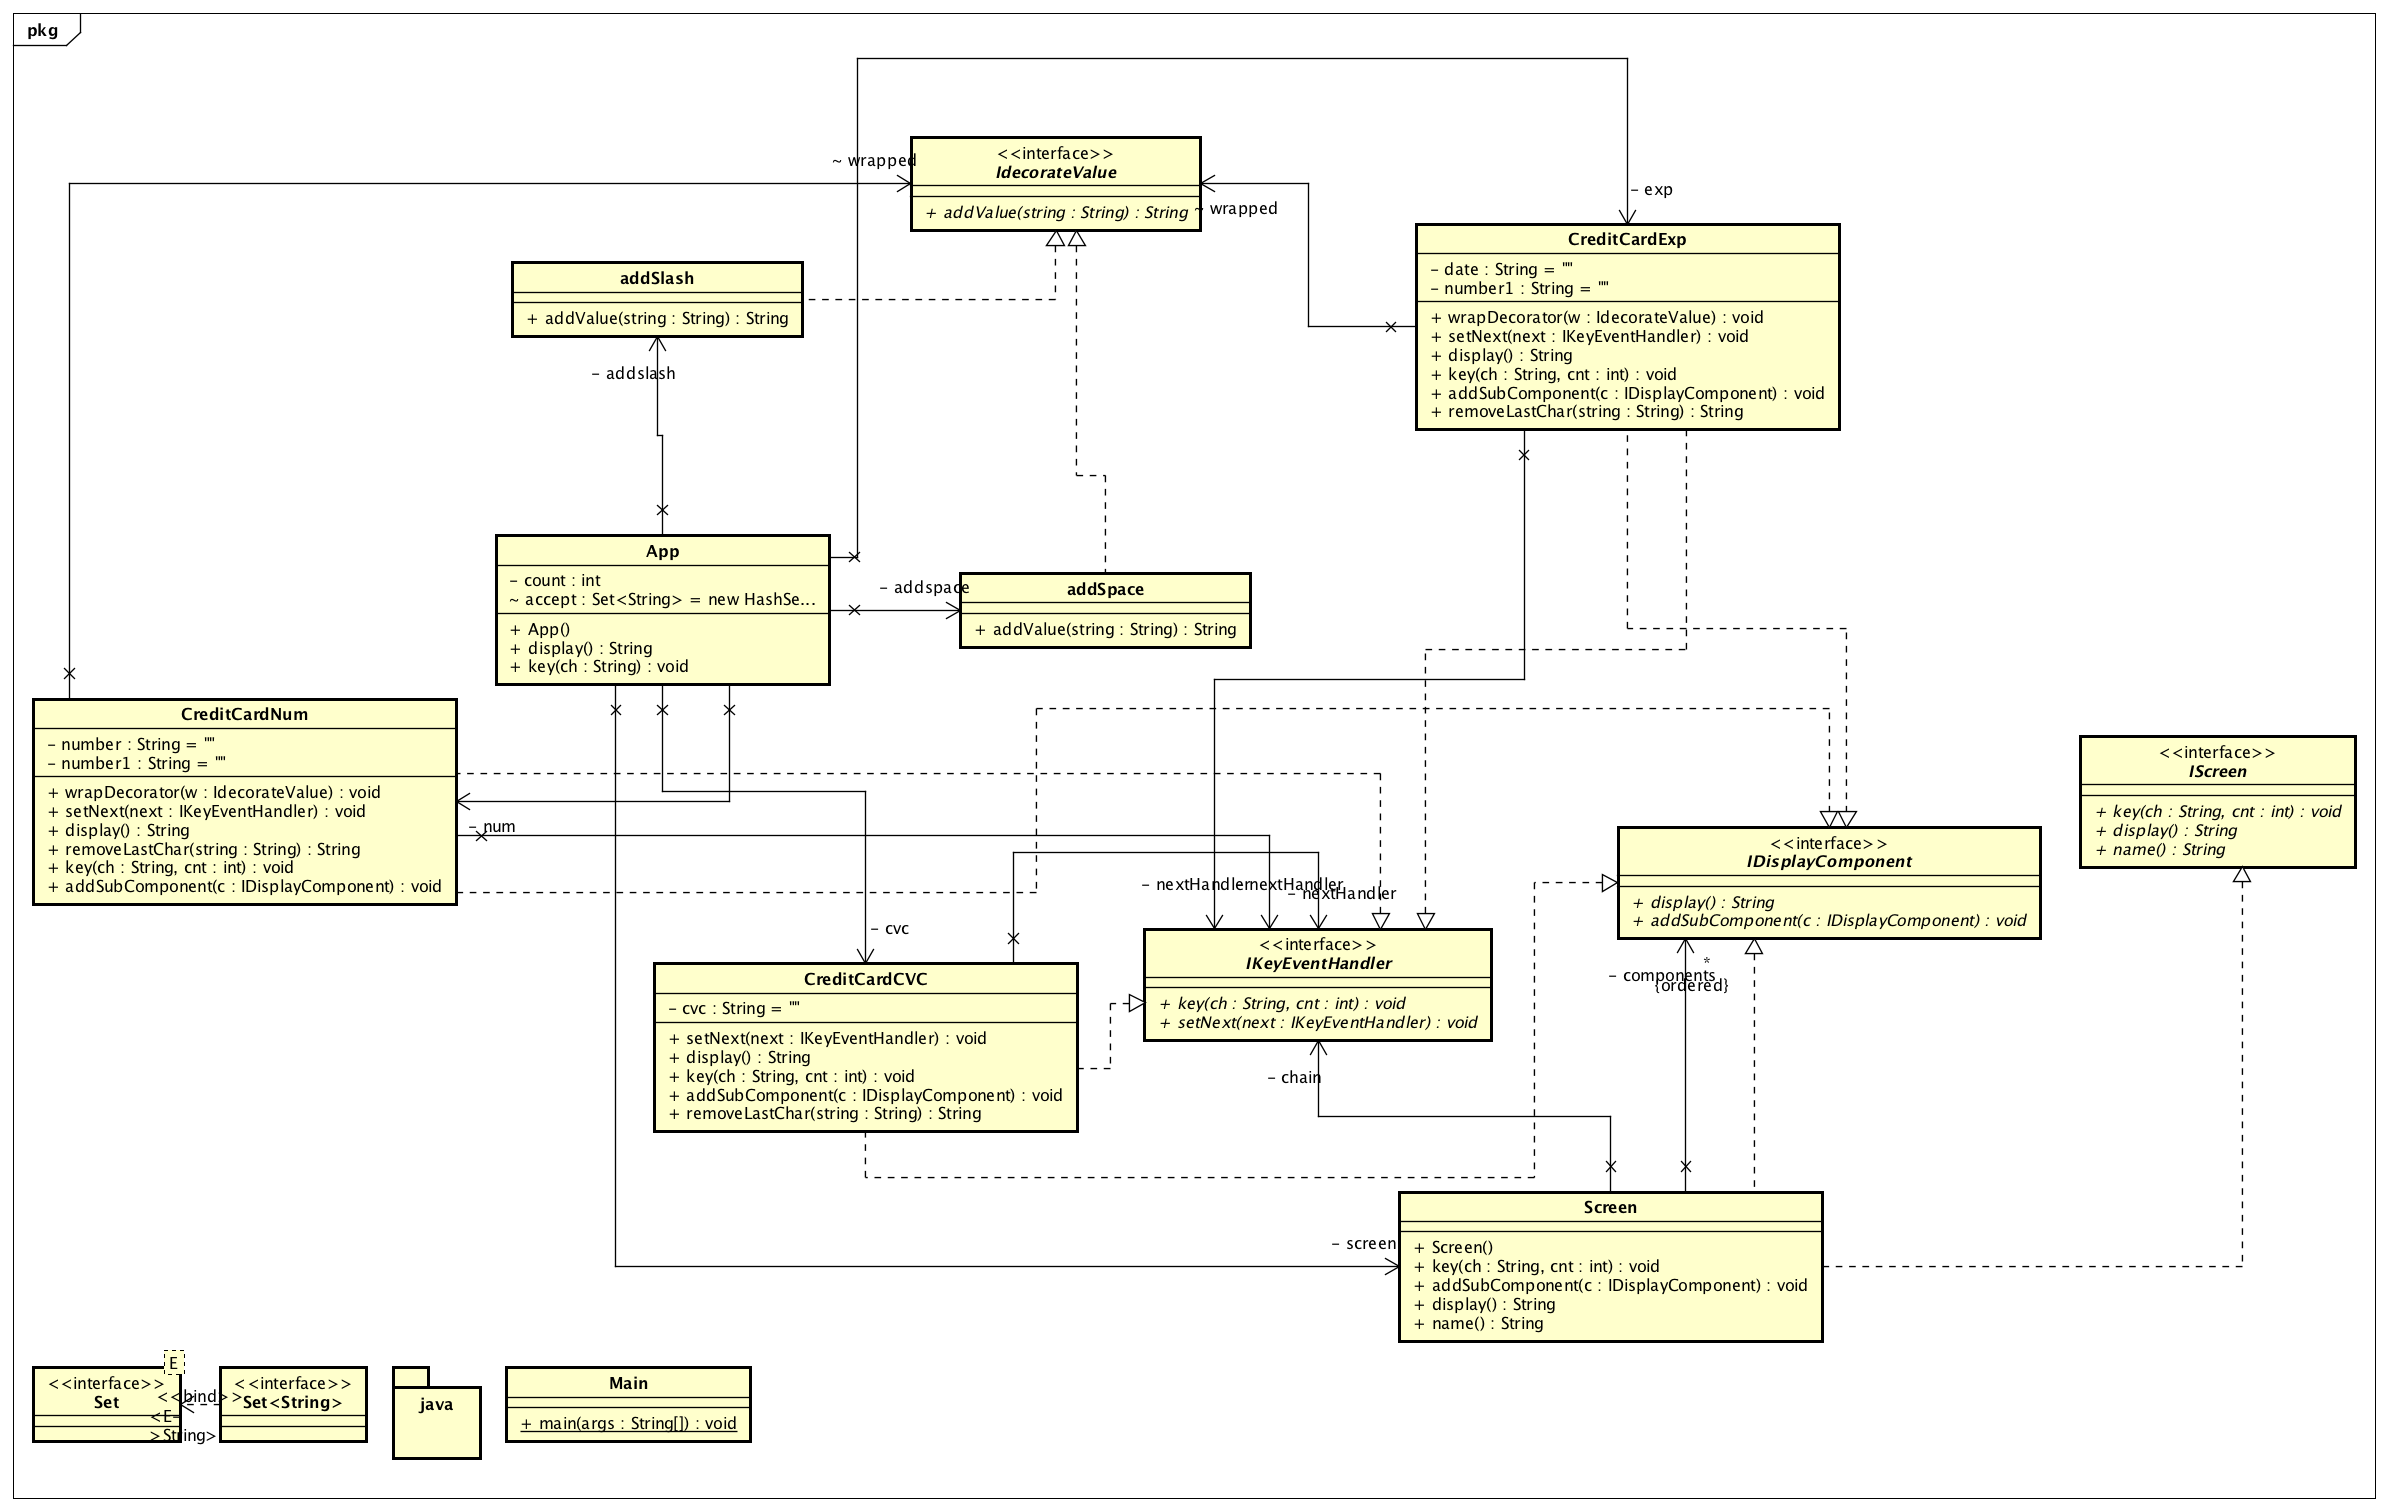 pkg
~ wrapped
<<interface>>
IdecorateValue
+ addValue(string : String) : String
~ wrapped
- exp
CreditCardExp
- date : String = ""
- number1 : String = ""
+ wrapDecorator(w : IdecorateValue) : void
+ setNext(next : IKeyEventHandler) : void
+ display() : String
+ key(ch : String, cnt : int) : void
+ addSubComponent(c : IDisplayComponent) : void
+ removeLastChar(string : String) : String
addSlash
+ addValue(string : String) : String
- addslash
App
- count : int
~ accept : Set<String> = new HashSe...
+ App()
+ display() : String
+ key(ch : String) : void
- addspace
addSpace
+ addValue(string : String) : String
CreditCardNum
- number : String = ""
- number1 : String = ""
+ wrapDecorator(w : IdecorateValue) : void
+ setNext(next : IKeyEventHandler) : void
+ display() : String
+ removeLastChar(string : String) : String
+ key(ch : String, cnt : int) : void
+ addSubComponent(c : IDisplayComponent) : void
- num
<<interface>>
IScreen
+ key(ch : String, cnt : int) : void
+ display() : String
+ name() : String
<<interface>>
IDisplayComponent
+ display() : String
+ addSubComponent(c : IDisplayComponent) : void
- nextHandler
nextHandler
- nextHandler
- cvc
<<interface>>
IKeyEventHandler
+ key(ch : String, cnt : int) : void
+ setNext(next : IKeyEventHandler) : void
CreditCardCVC
- cvc : String = ""
+ setNext(next : IKeyEventHandler) : void
+ display() : String
+ key(ch : String, cnt : int) : void
+ addSubComponent(c : IDisplayComponent) : void
+ removeLastChar(string : String) : String
*
- components
{ordered}
- chain
- screen
Screen
+ Screen()
+ key(ch : String, cnt : int) : void
+ addSubComponent(c : IDisplayComponent) : void
+ display() : String
+ name() : String
E
<<interface>>
Set
<<bind>>
<E-
>String>
<<interface>>
Set<String>
java
Main
+ main(args : String[]) : void